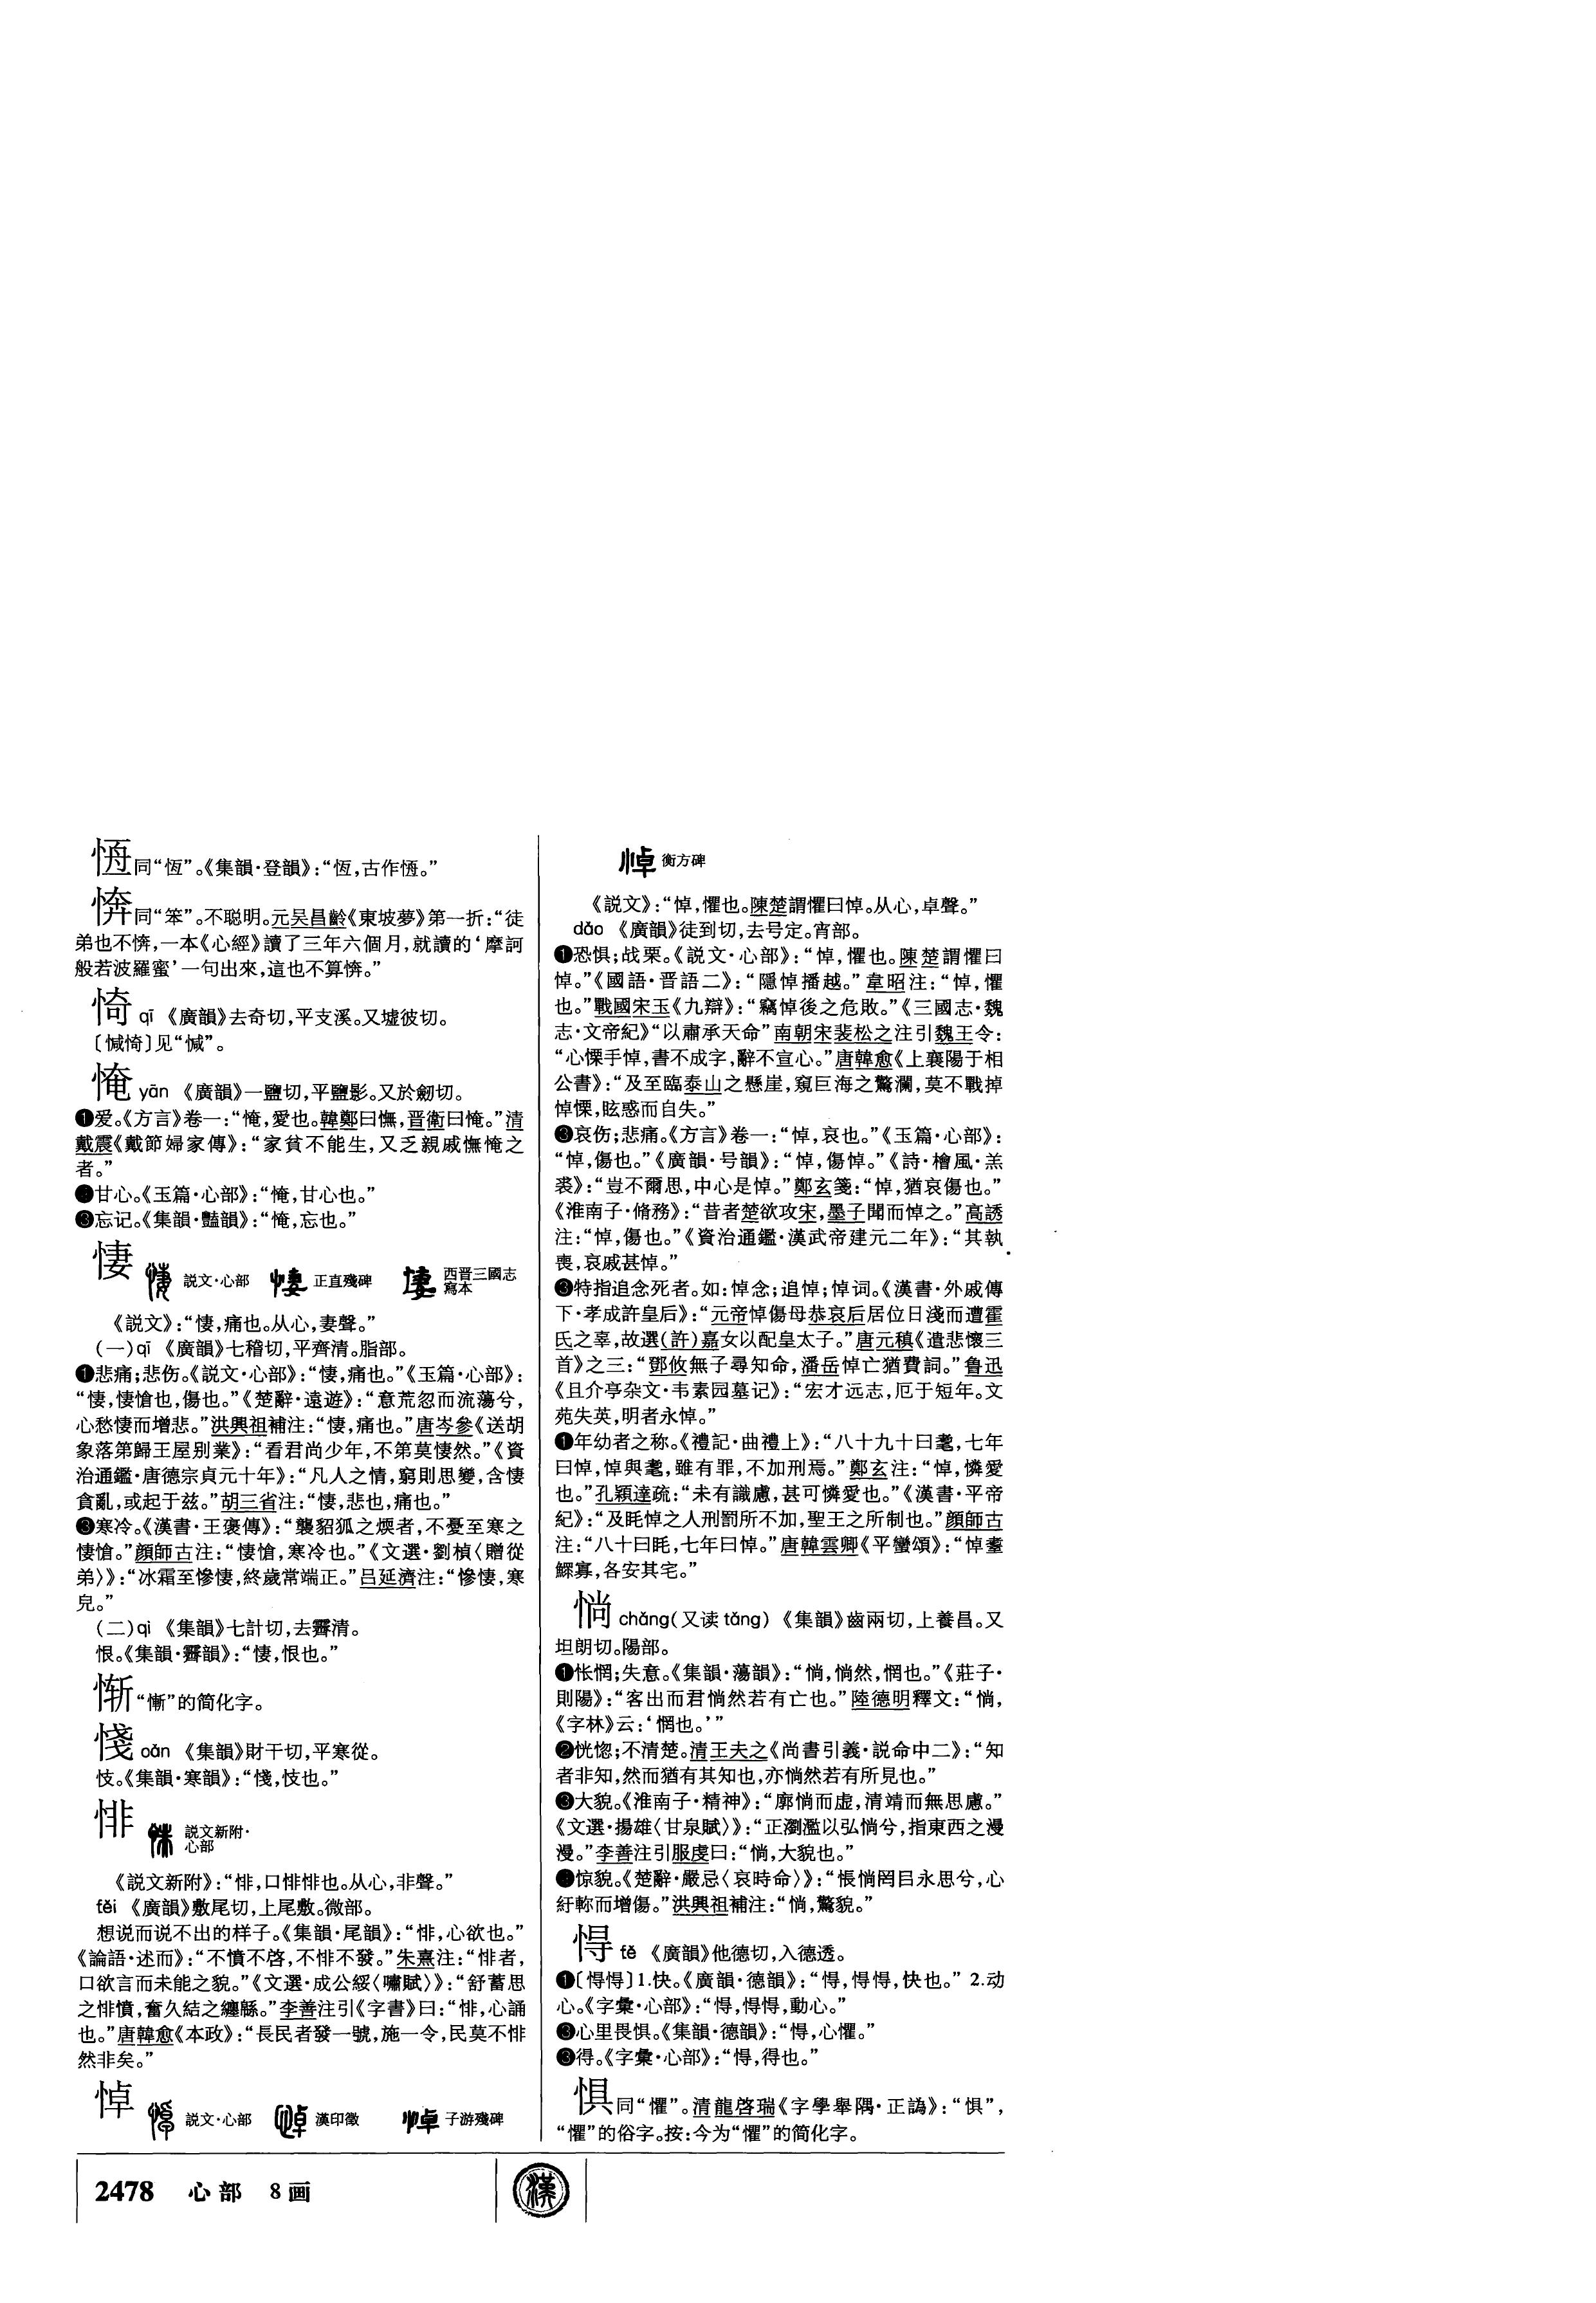 𢛢同“恆”。《集韻·登韻》:“恆,古作𢛢。”
㤓同“笨”。不聪明。元吴昌齡《東坡夢》第一折:“徒
弟也不㤓,一本《心經》讀了三年六個月,就讀的‘摩訶
般若波羅蜜’一句出來,這也不算㤓。”
㥓 qī 《廣韻》去奇切,平支溪。又墟彼切。
〔㦑㥓〕见“㦑”。
俺 yān 《廣韻》一鹽切,平鹽影。又於劒切。
❶爱。《方言》卷一:“㤿,愛也。韓鄭曰憮,晋衛曰㤿。”清
戴震《戴節婦家傳》:“家貧不能生,又乏親戚憮㤿之
者。”
❷甘心。《玉篇·心部》:“㤿,甘心也。”
❸忘记。《集韻·豔韻》:“㤿,忘也。”
悽 説文·心部 正直殘碑 西晋三國志
寫本
《説文》:“悽,痛也。从心,妻聲。”
(一)qī 《廣韻》七稽切,平齊清。脂部。
❶悲痛;悲伤。《説文·心部》:“悽,痛也。”《玉篇·心部》:
“悽,悽愴也,傷也。”《楚辭·遠遊》:“意荒忽而流蕩兮,
心愁悽而增悲。”洪興祖補注:“悽,痛也。”唐岑參《送胡
象落第歸王屋别業》:“看君尚少年,不第莫悽然。”《資
治通鑑·唐德宗貞元十年》:“凡人之情,窮則思變,含悽
貪亂,或起于兹。”胡三省注:“悽,悲也,痛也。”
❸寒冷。《漢書·王褒傳》:“襲貂狐之煗者,不憂至寒之
悽愴。”顔師古注:“悽愴,寒冷也。”《文選·劉楨〈贈從
弟〉》:“冰霜至慘悽,終歲常端正。”吕延濟注:“慘悽,寒
皃。”
(二)qì 《集韻》七計切,去霽清。
恨。《集韻·霽韻》:“悽,恨也。”
惭“慚”的简化字。
㥇 cán 《集韻》財干切,平寒從。
忮。《集韻·寒韻》:“㥇,忮也。”
悱 説文新附·
心部
《説文新附》:“悱,口悱悱也。从心,非聲。”
fěi 《廣韻》敷尾切,上尾敷。微部。
想说而说不出的样子。《集韻·尾韻》:“悱,心欲也。”
《論語·述而》:“不憤不啓,不悱不發。”朱熹注:“悱者,
口欲言而未能之貌。”《文選·成公綏〈嘯賦〉》:“舒蓄思
之悱憤,奮久結之纏緜。”李善注引《字書》曰:“悱,心誦
也。”唐韓愈《本政》:“長民者發一號,施一令,民莫不悱
然非矣。”
悼 説文·心部 漢印徵 子游殘碑
衡方碑
《説文》:“悼,懼也。陳楚謂懼曰悼。从心,卓聲。”
dào 《廣韻》徒到切,去号定。宵部。
❶恐惧;战栗。《説文·心部》:“悼,懼也。陳楚謂懼曰
悼。”《國語·晋語二》:“隱悼播越。”韋昭注:“悼,懼
也。”戰國宋玉《九辯》:“竊悼後之危敗。”《三國志·魏
志·文帝紀》“以肅承天命”南朝宋裴松之注引魏王令:
“心慄手悼,書不成字,辭不宣心。”唐韓愈《上襄陽于相
公書》:“及至臨泰山之懸崖,窺巨海之驚瀾,莫不戰掉
悼慄,眩惑而自失。”
❸哀伤;悲痛。《方言》卷一:“悼,哀也。”《玉篇·心部》:
“悼,傷也。”《廣韻·号韻》:“悼,傷悼。”《詩·檜風·羔
裘》:“豈不爾思,中心是悼。”鄭玄箋:“悼,猶哀傷也。”
《淮南子·脩務》:“昔者楚欲攻宋,墨子聞而悼之。”高誘
注:“悼,傷也。”《資治通鑑·漢武帝建元二年》:“其執
喪,哀戚甚悼。”
❸特指追念死者。如:悼念;追悼;悼词。《漢書·外戚傳
下·孝成許皇后》:“元帝悼傷母恭哀后居位日淺而遭霍
氏之辜,故選(許)嘉女以配皇太子。”唐元稹《遣悲懷三
首》之三:“鄧攸無子尋知命,潘岳悼亡猶費詞。”鲁迅
《且介亭杂文·韦素园墓记》:“宏才远志,厄于短年。文
苑失英,明者永悼。”
❶年幼者之称。《禮記·曲禮上》:“八十九十曰耄,七年
曰悼,悼與耄,雖有罪,不加刑焉。”鄭玄注:“悼,憐愛
也。”孔穎達疏:“未有識慮,甚可憐愛也。”《漢書·平帝
紀》:“及眊悼之人刑罰所不加,聖王之所制也。”顔師古
注:“八十曰眊,七年曰悼。”唐韓雲卿《平蠻頌》:“悼耋
鰥寡,各安其宅。”
惝 chǎng(又读 tǎng) 《集韻》齒兩切,上養昌。又
坦朗切。陽部。
❶怅惘;失意。《集韻·蕩韻》:“惝,惝然,惘也。”《莊子·
則陽》:“客出而君惝然若有亡也。”陸德明釋文:“惝,
《字林》云:‘惘也。’”
❷恍惚;不清楚。清王夫之《尚書引義·説命中二》:“知
者非知,然而猶有其知也,亦惝然若有所見也。”
❸大貌。《淮南子·精神》:“廓惝而虚,清靖而無思慮。”
《文選·揚雄〈甘泉賦〉》:“正瀏濫以弘惝兮,指東西之漫
漫。”李善注引服虔曰:“惝,大貌也。”
❹惊貌。《楚辭·嚴忌〈哀時命〉》:“悵惝罔㠯永思兮,心
紆軫而增傷。”洪興祖補注:“惝,驚貌。”
㝵 tè 《廣韻》他德切,入德透。
❶〔㥂㥂〕1.快。《廣韻·德韻》:“㥂,㥂㥂,快也。” 2.动
心。《字彙·心部》:“㥂,㥂㥂,動心。”
❸心里畏惧。《集韻·德韻》:“㥂,心懼。”
❸得。《字彙·心部》:“㥂,得也。”
惧同“懼”。清龍啓瑞《字學舉隅·正譌》:“惧”,
“懼”的俗字。按:今为“懼”的简化字。
2478 心部 8画
漢